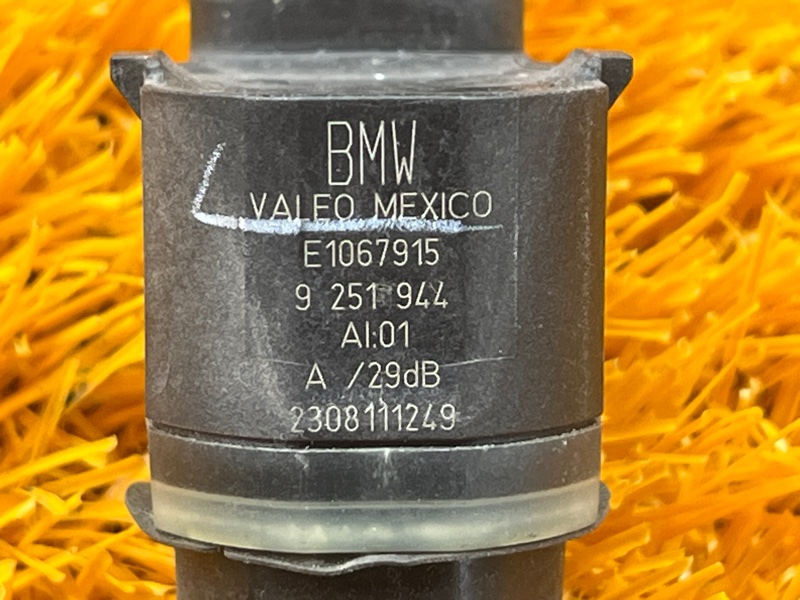 BMW
VALEO MEXICO
E1067915
9 251 944
AI:01
A /29dB
2308111249